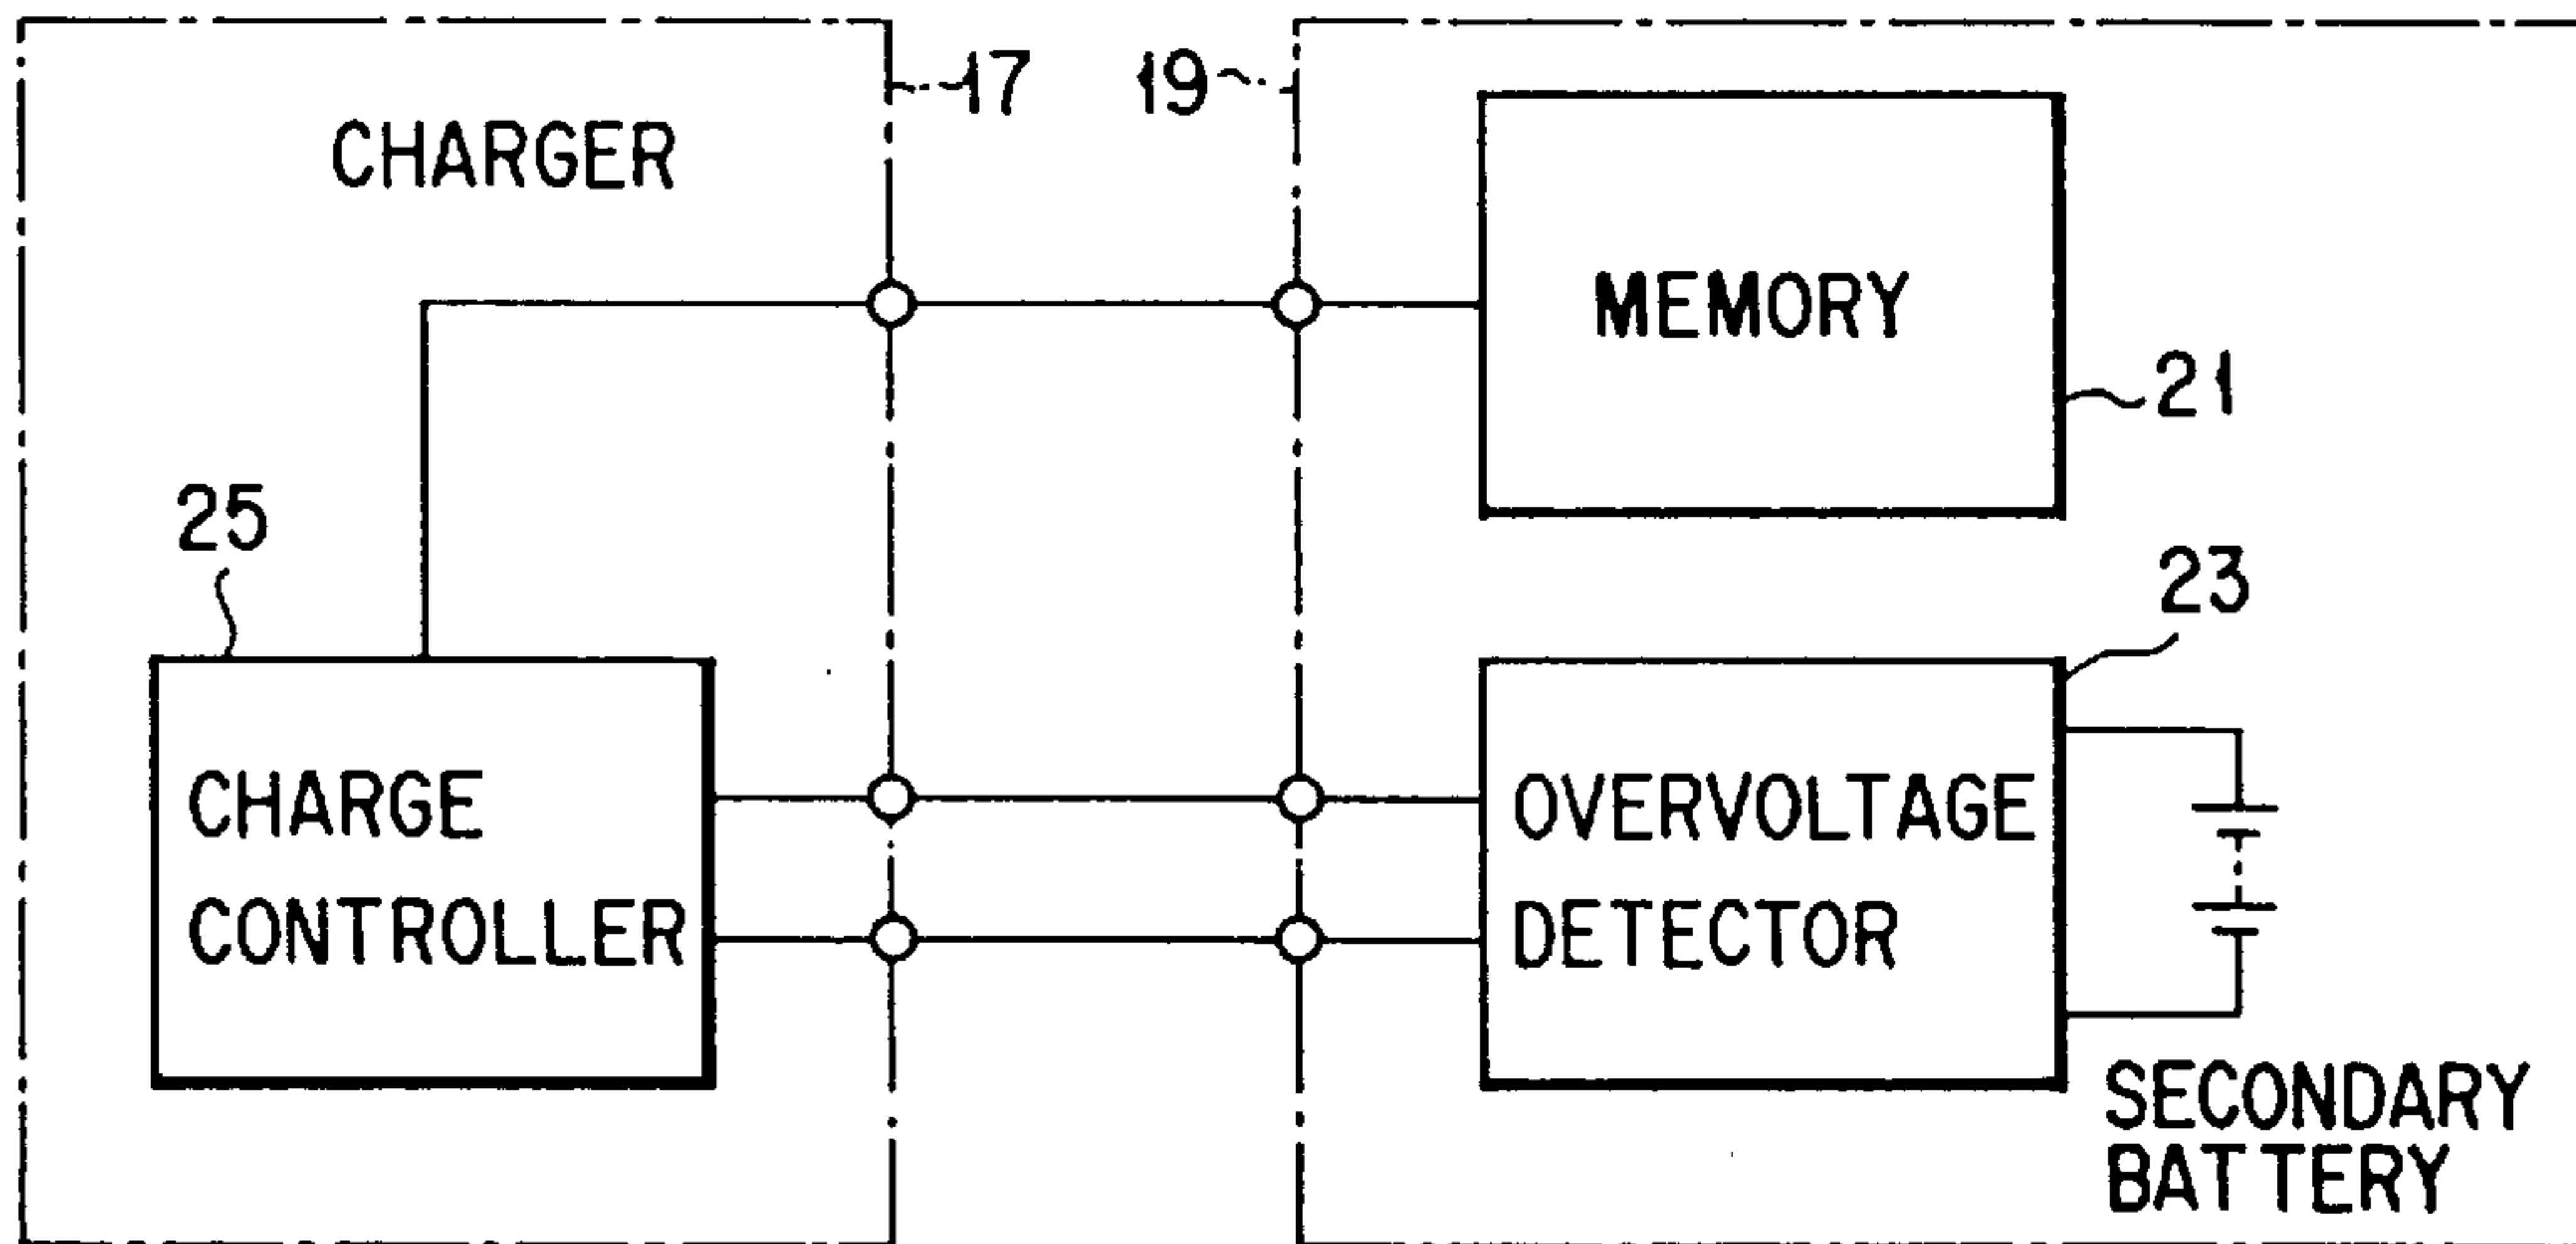 17
19
CHARGER
MEMORY
21
25
23
CHARGE
CONTROLLER
OVERVOLTAGE
DETECTOR
SECONDARY
BATTERY